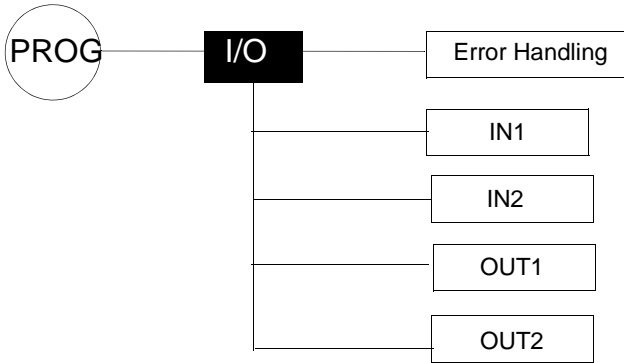 PROG
I/O
Error Handling
IN1
IN2
OUT1
OUT2